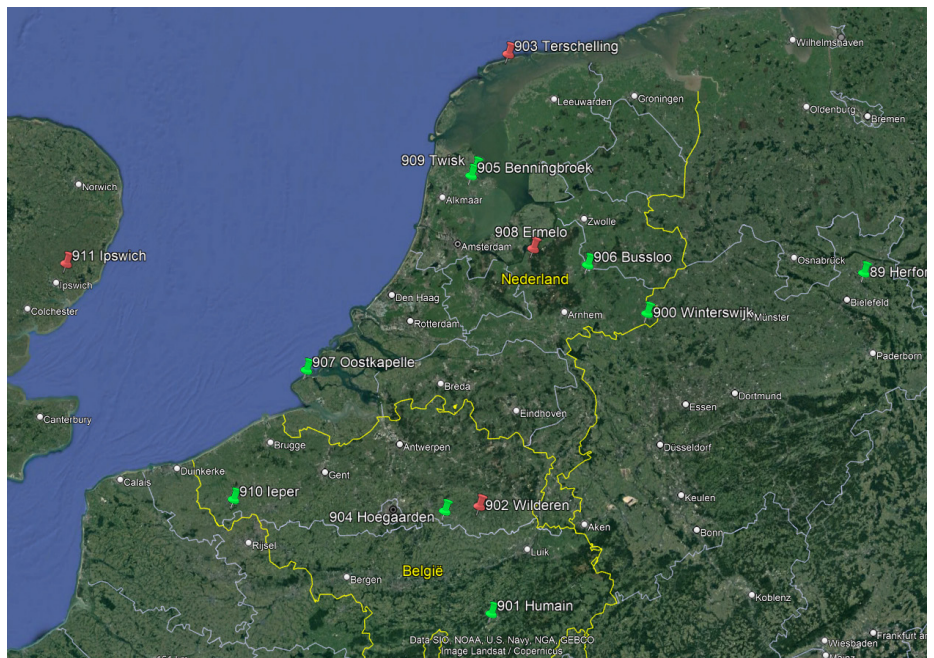 903 Terschelling
Wilhelmshaven
Leeuwarden
Groningen
Oldenburg
Bremen
909 Twisk
905 Benningbroek
Norwich
Alkmaar
Zwolle
908 Ermelo
Amsterdam
911 Ipswich
906 Bussloo
Osnabrück
89 Herfor
Nederland
Ipswich
Den Haag
Bielefeld
Colchester
Rotterdam
Arnhem
900 Winterswijk
Münster
907 Oostkapelle
Paderborn
Breda
Dortmund
Essen
Canterbury
Eindhoven
Brugge
Antwerpen
Düsseldorf
Duinkerke
Gent
Calais
910 Ieper
Keulen
904 Hoegaarden
902 Wilderen
Aken
Bonn
Rijsel
Luik
België
Bergen
Koblenz
901 Humain
Data SIO, NOAA, U.S. Navy, NGA, GEBCO
Image Landsat / Copernicus
Frankfurt am
Wiesbaden
Mainz